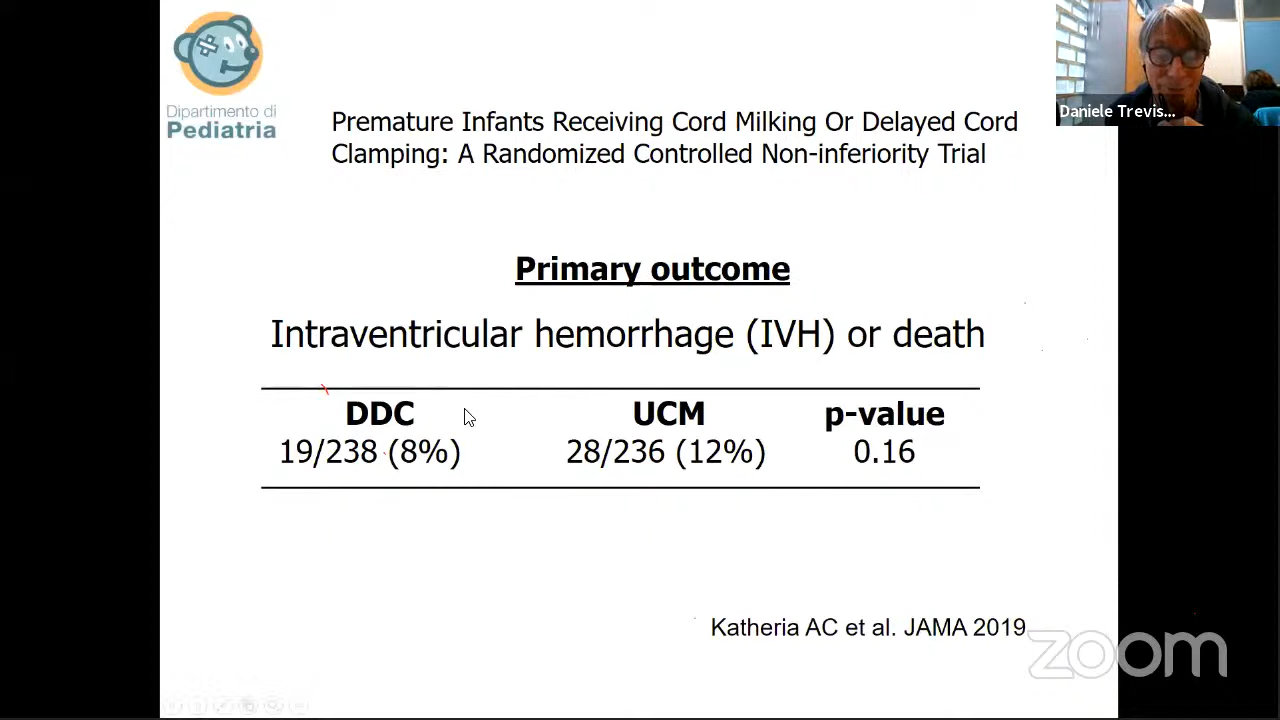 Dipartimento di
Pediatria
Daniele Trevis...
Premature Infants Receiving Cord Milking Or Delayed Cord
Clamping: A Randomized Controlled Non-inferiority Trial
Primary outcome
Intraventricular hemorrhage (IVH) or death
DDC UCM p-value
19/238 (8%) 28/236 (12%) 0.16
Katheria AC et al. JAMA 2019
zoom